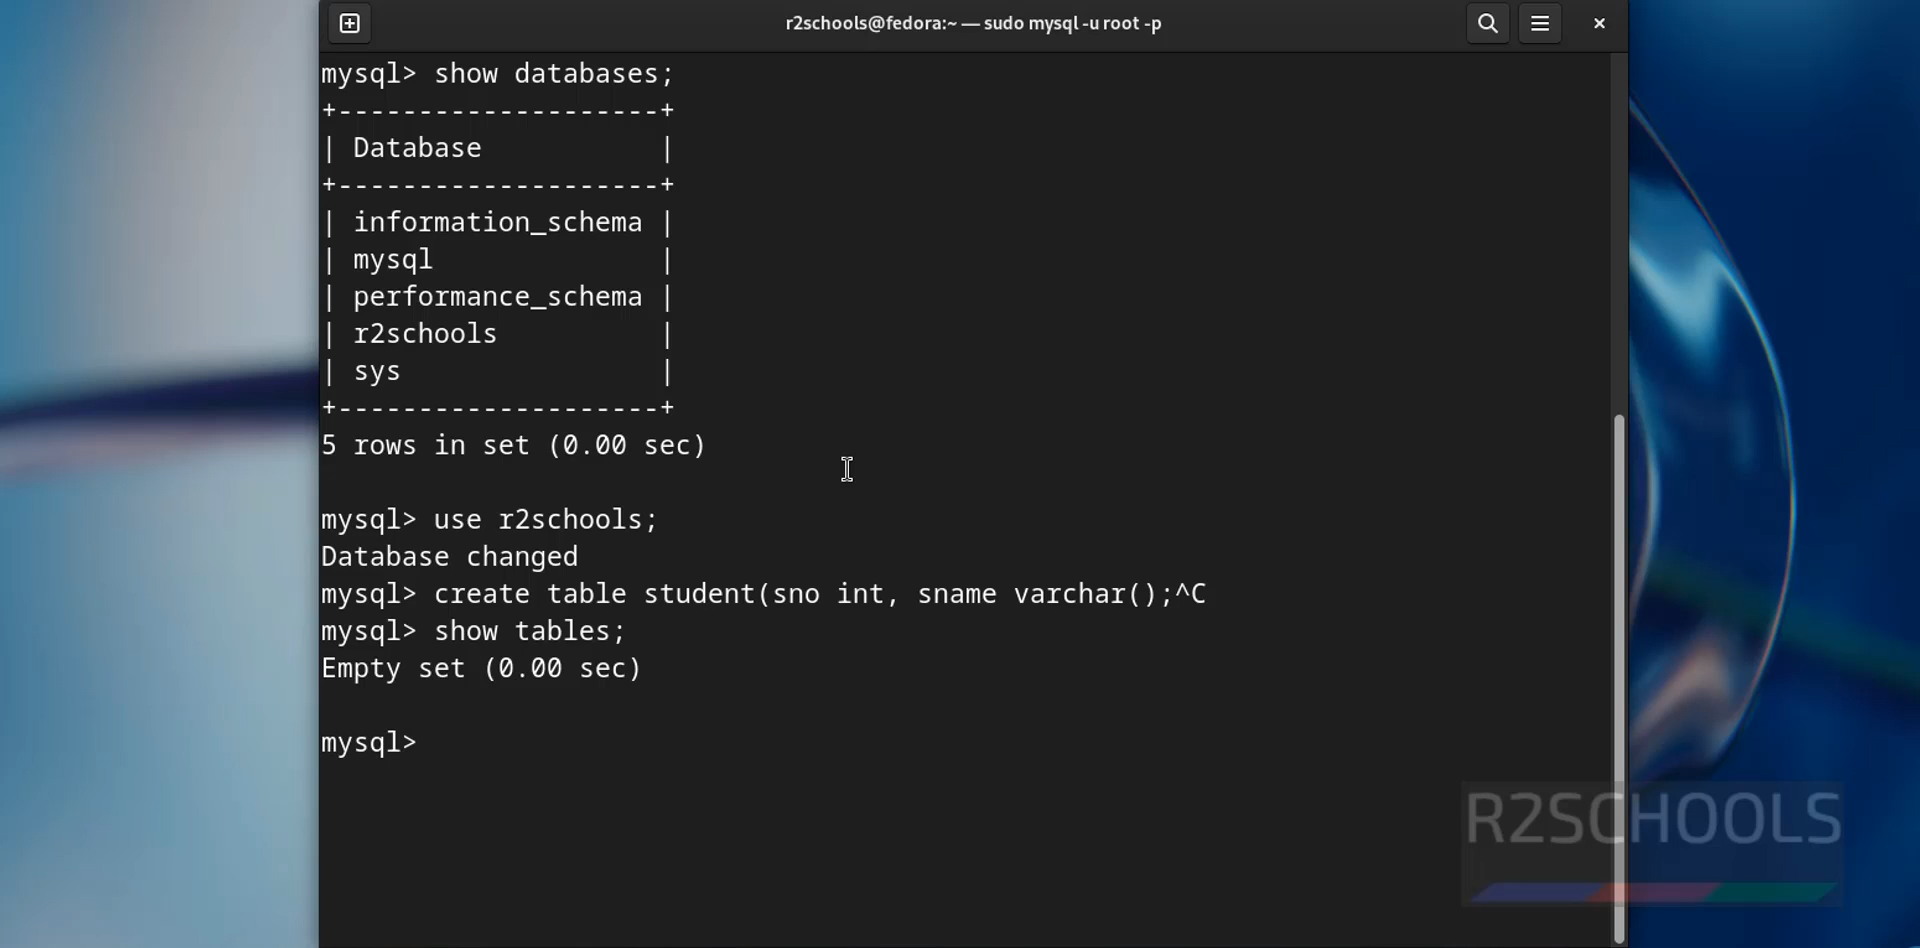 r2schools@fedora:~ — sudo mysql -u root -p
mysql> show databases;
+--------------------+
| Database           |
+--------------------+
| information_schema |
| mysql              |
| performance_schema |
| r2schools          |
| sys                |
+--------------------+
5 rows in set (0.00 sec)
mysql> use r2schools;
Database changed
mysql> create table student(sno int, sname varchar();^C
mysql> show tables;
Empty set (0.00 sec)
mysql>
R2SCHOOLS